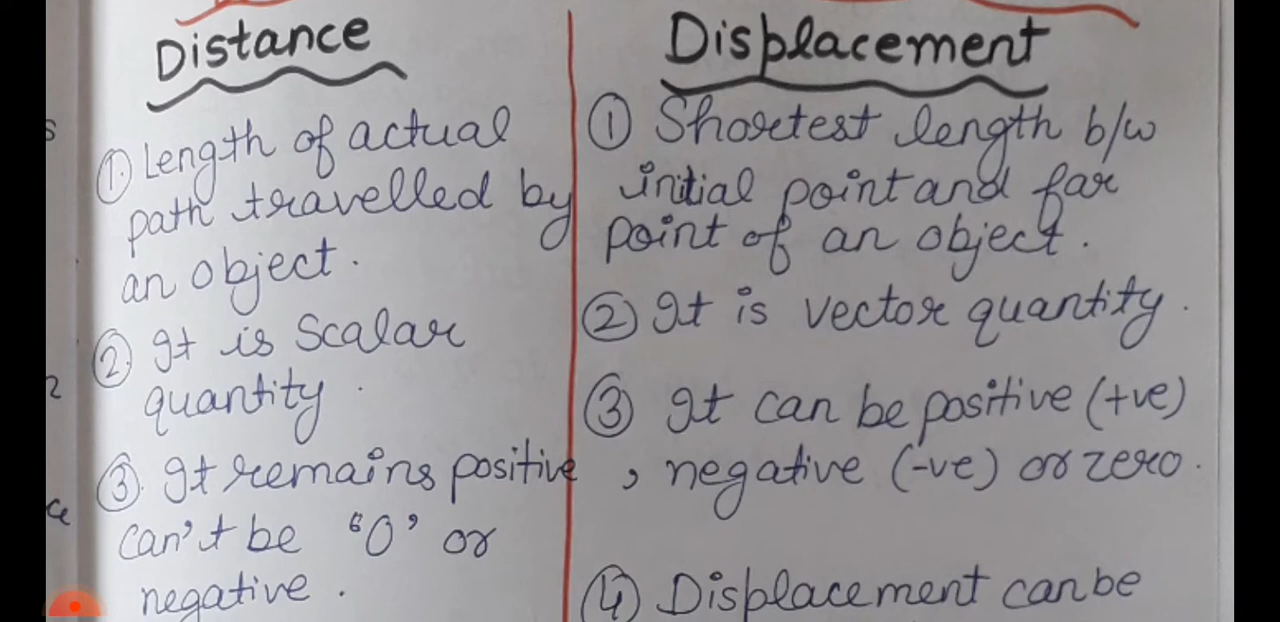 Distance
① Length of actual
path travelled by
an object.
② It is scalar
quantity.
③ It remains positive
can't be "0" or
negative.
Displacement
① Shortest length b/w
initial point and far
point of an object.
② It is vector quantity.
③ It can be positive (+ve)
, negative (-ve) or zero.
④ Displacement can be